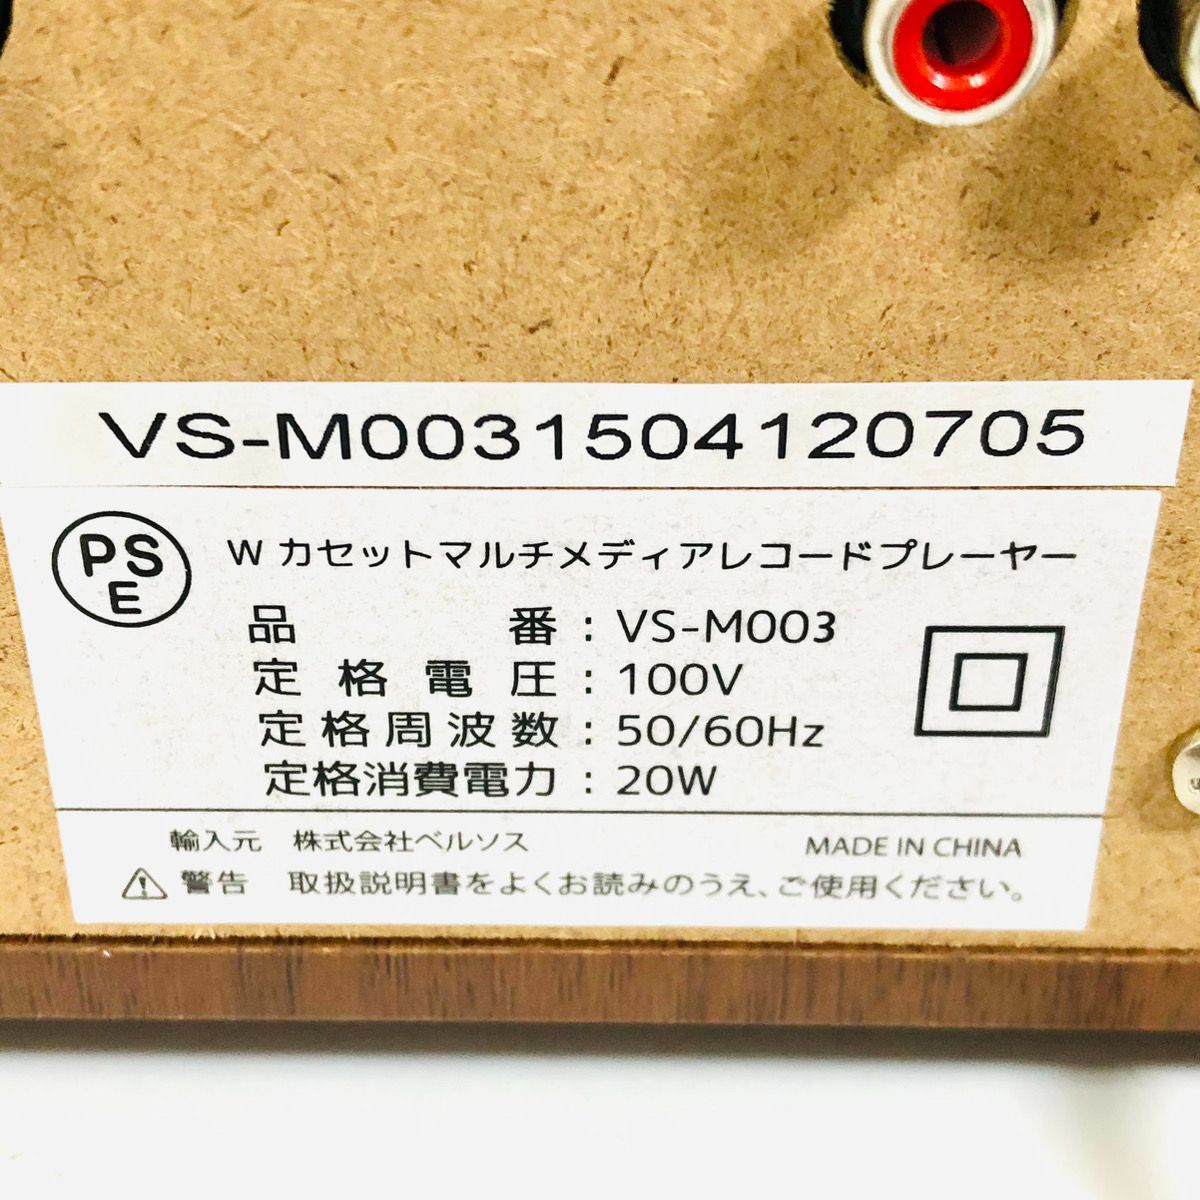 VS-M0031504120705
PSE
W カセットマルチメディアレコードプレーヤー
品番：VS-M003
定格電圧：100V
定格周波数：50/60Hz
定格消費電力：20W
輸入元 株式会社ベルソス MADE IN CHINA
警告 取扱説明書をよくお読みのうえ、ご使用ください。